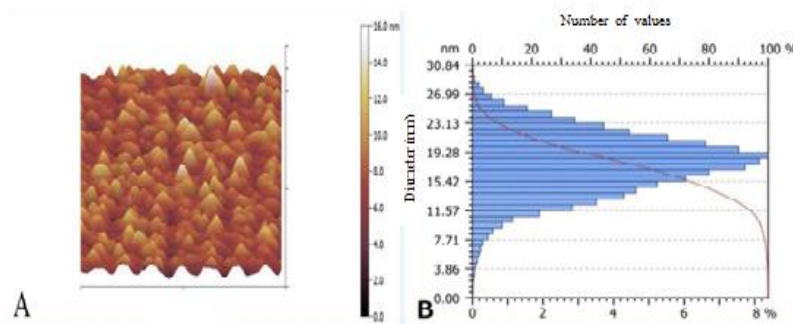 16.0 nm
14.0
12.0
10.0
8.0
6.0
4.0
2.0
0.0
A
Number of values
nm 0 20 40 60 80 100 %
30.84
26.99
23.13
19.28
15.42
11.57
7.71
3.86
0.00
Diameter (nm)
0 2 4 6 8 %
B